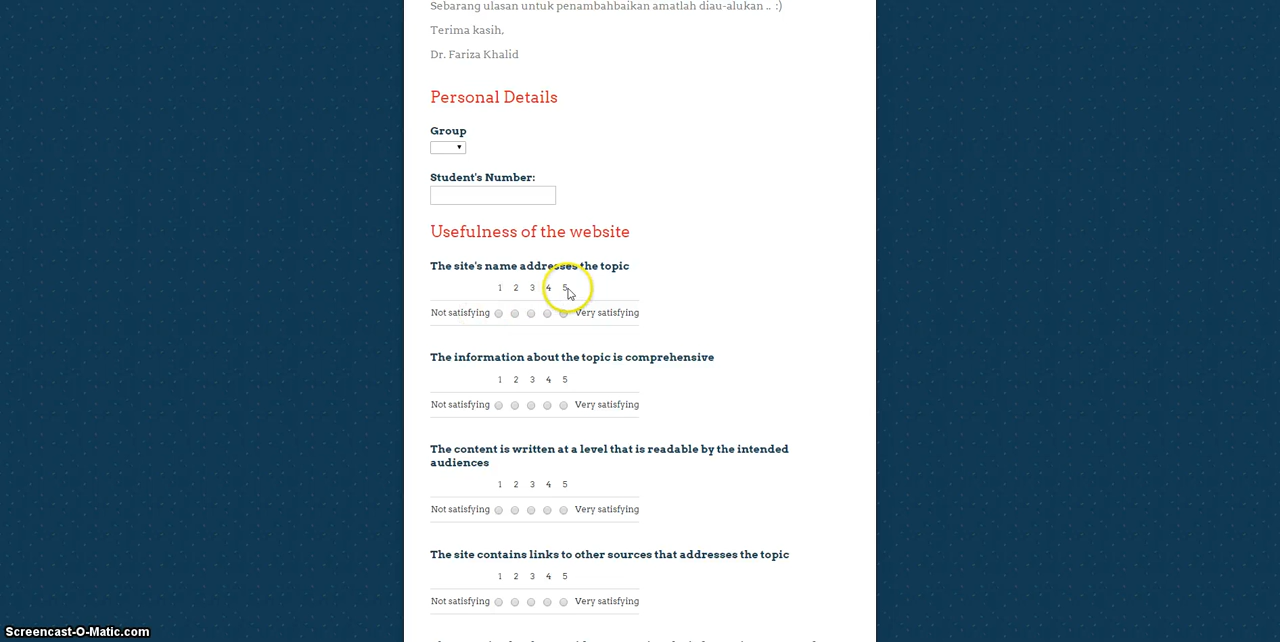 Sebarang ulasan untuk penambahbaikan amatlah diau-alukan .. :)
Terima kasih,
Dr. Fariza Khalid
Personal Details
Group
Student's Number:
Usefulness of the website
The site's name addresses the topic
1 2 3 4 5
Not satisfying Very satisfying
The information about the topic is comprehensive
1 2 3 4 5
Not satisfying Very satisfying
The content is written at a level that is readable by the intended
audiences
1 2 3 4 5
Not satisfying Very satisfying
The site contains links to other sources that addresses the topic
1 2 3 4 5
Not satisfying Very satisfying
Screencast-O-Matic.com